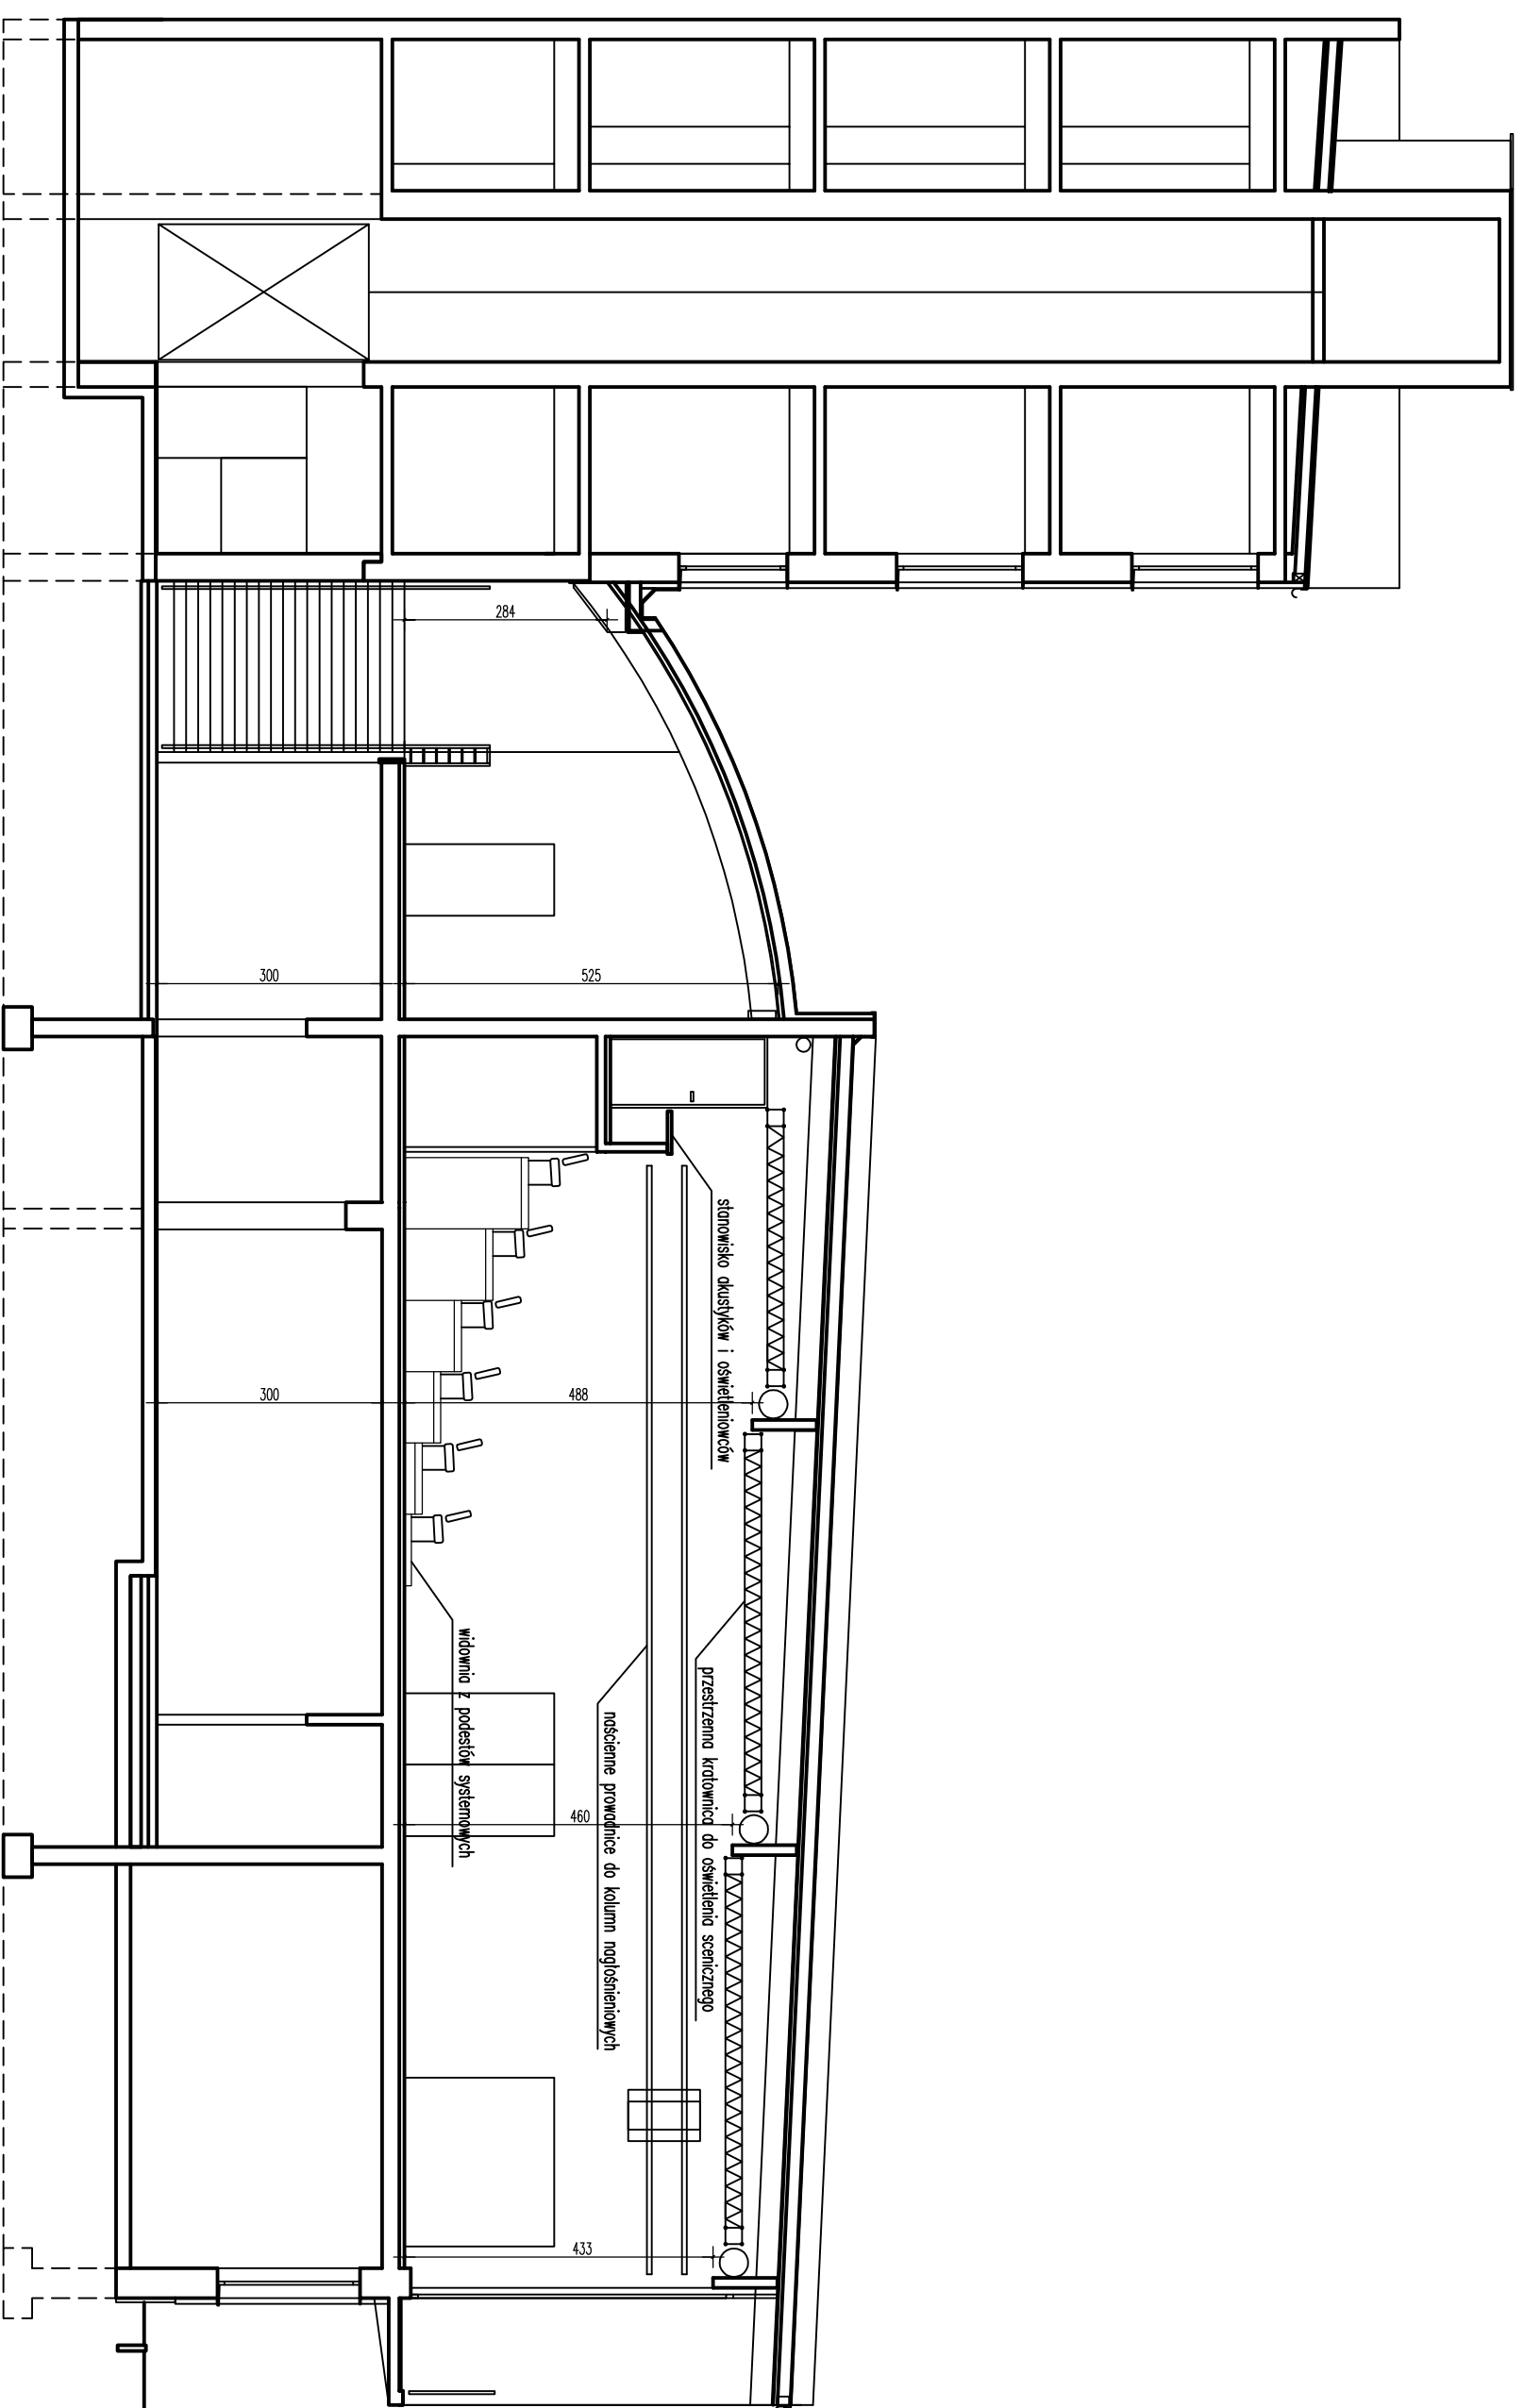 284
300
525
stanowisko akustyków i oświetleniowców
300
488
przestrzenna kratownica do oświetlenia scenicznego
naścienne prowadnice do kolumn nagłośnieniowych
widownia z podestów systemowych
460
433